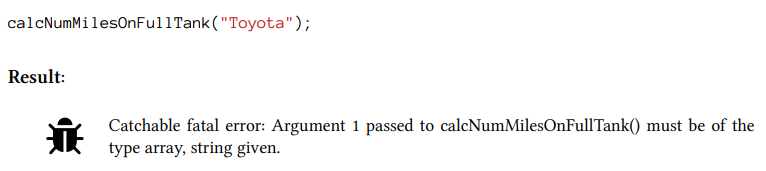 calcNumMilesOnFullTank("Toyota");
Result:
Catchable fatal error: Argument 1 passed to calcNumMilesOnFullTank() must be of the
type array, string given.